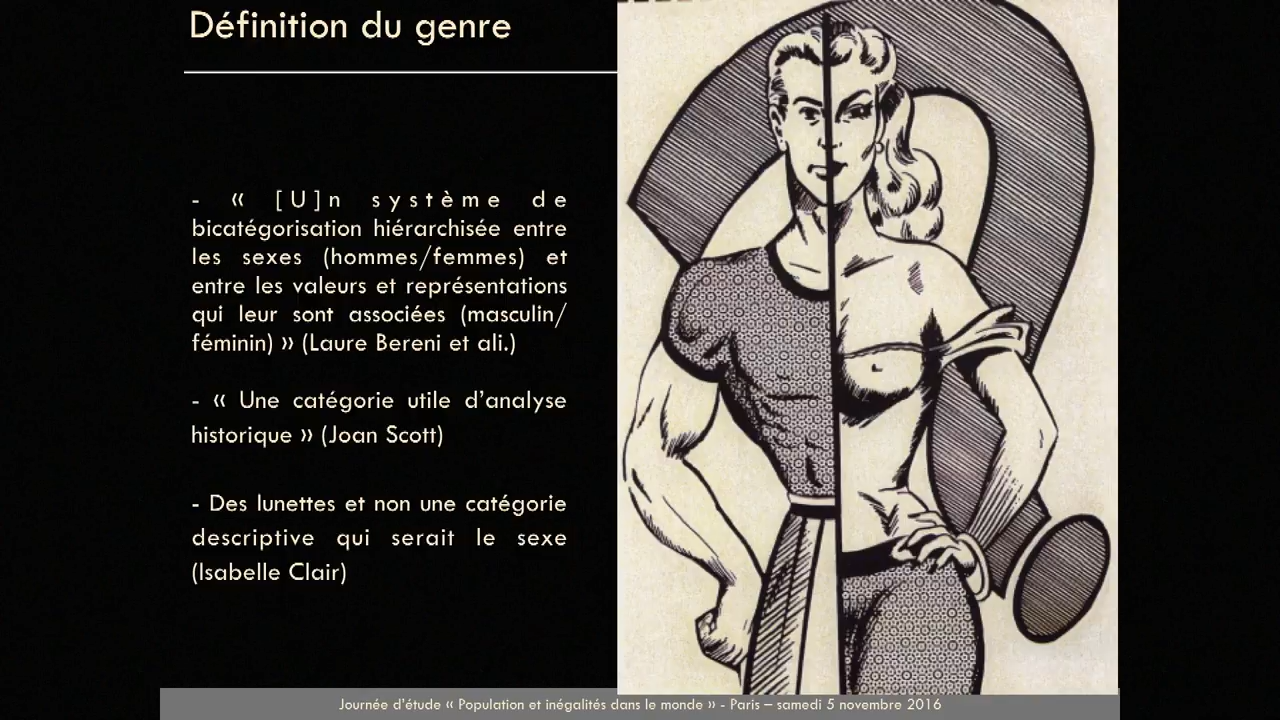 Définition du genre
- « [U]n système de
bicatégorisation hiérarchisée entre
les sexes (hommes/femmes) et
entre les valeurs et représentations
qui leur sont associées (masculin/
féminin) » (Laure Bereni et ali.)
- « Une catégorie utile d'analyse
historique » (Joan Scott)
- Des lunettes et non une catégorie
descriptive qui serait le sexe
(Isabelle Clair)
Journée d'étude « Population et inégalités dans le monde » - Paris – samedi 5 novembre 2016